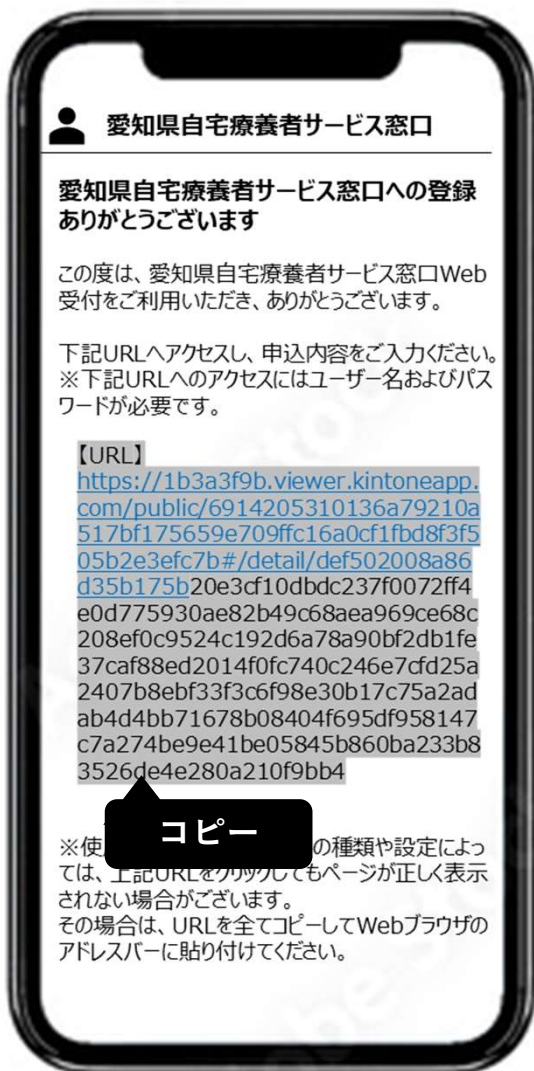 愛知県自宅療養者サービス窓口
愛知県自宅療養者サービス窓口への登録
ありがとうございます
この度は、愛知県自宅療養者サービス窓口Web
受付をご利用いただき、ありがとうございます。
下記URLへアクセスし、申込内容をご入力ください。
※下記URLへのアクセスにはユーザー名およびパス
ワードが必要です。
【URL】
https://1b3a3f9b.viewer.kintoneapp.
com/public/6914205310136a79210a
517bf175659e709ffc16a0cf1fbd8f3f5
05b2e3efc7b#/detail/def502008a86
d35b175b20e3cf10dbdc237f0072ff4
e0d775930ae82b49c68aea969ce68c
208ef0c9524c192d6a78a90bf2db1fe
37caf88ed2014f0fc740c246e7cfd25a
2407b8ebf33f3c6f98e30b17c75a2ad
ab4d4bb71678b08404f695df958147
c7a274be9e41be05845b860ba233b8
3526de4e280a210f9bb4
コピー
※使 の種類や設定によっ
ては、上記URLをクリックしてもページが正しく表示
されない場合がございます。
その場合は、URLを全てコピーしてWebブラウザの
アドレスバーに貼り付けてください。